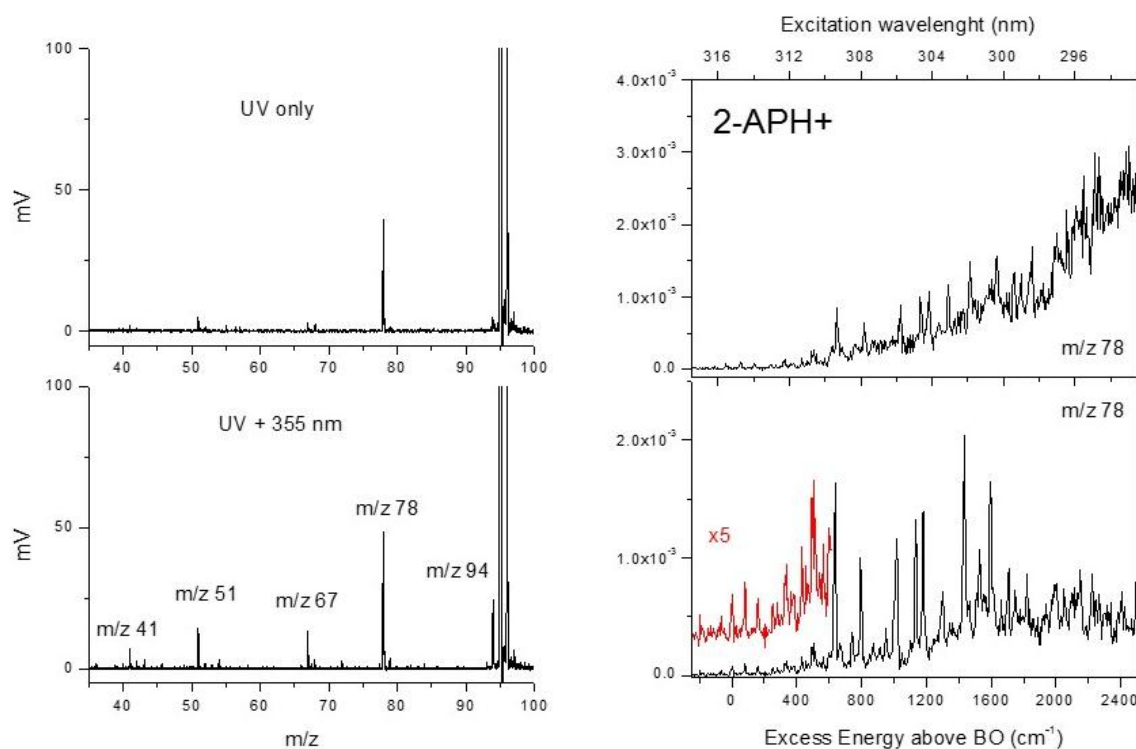 100
UV only
mV
50
0
40 50 60 70 80 90 100
100
UV + 355 nm
mV
50
m/z 78
m/z 94
m/z 51
m/z 67
m/z 41
0
40 50 60 70 80 90 100
m/z
Excitation wavelenght (nm)
316 312 308 304 300 296
4.0x10-3
2-APH+
3.0x10-3
2.0x10-3
1.0x10-3
m/z 78
0.0
m/z 78
2.0x10-3
x5
1.0x10-3
0.0
0 400 800 1200 1600 2000 2400
Excess Energy above BO (cm-1)